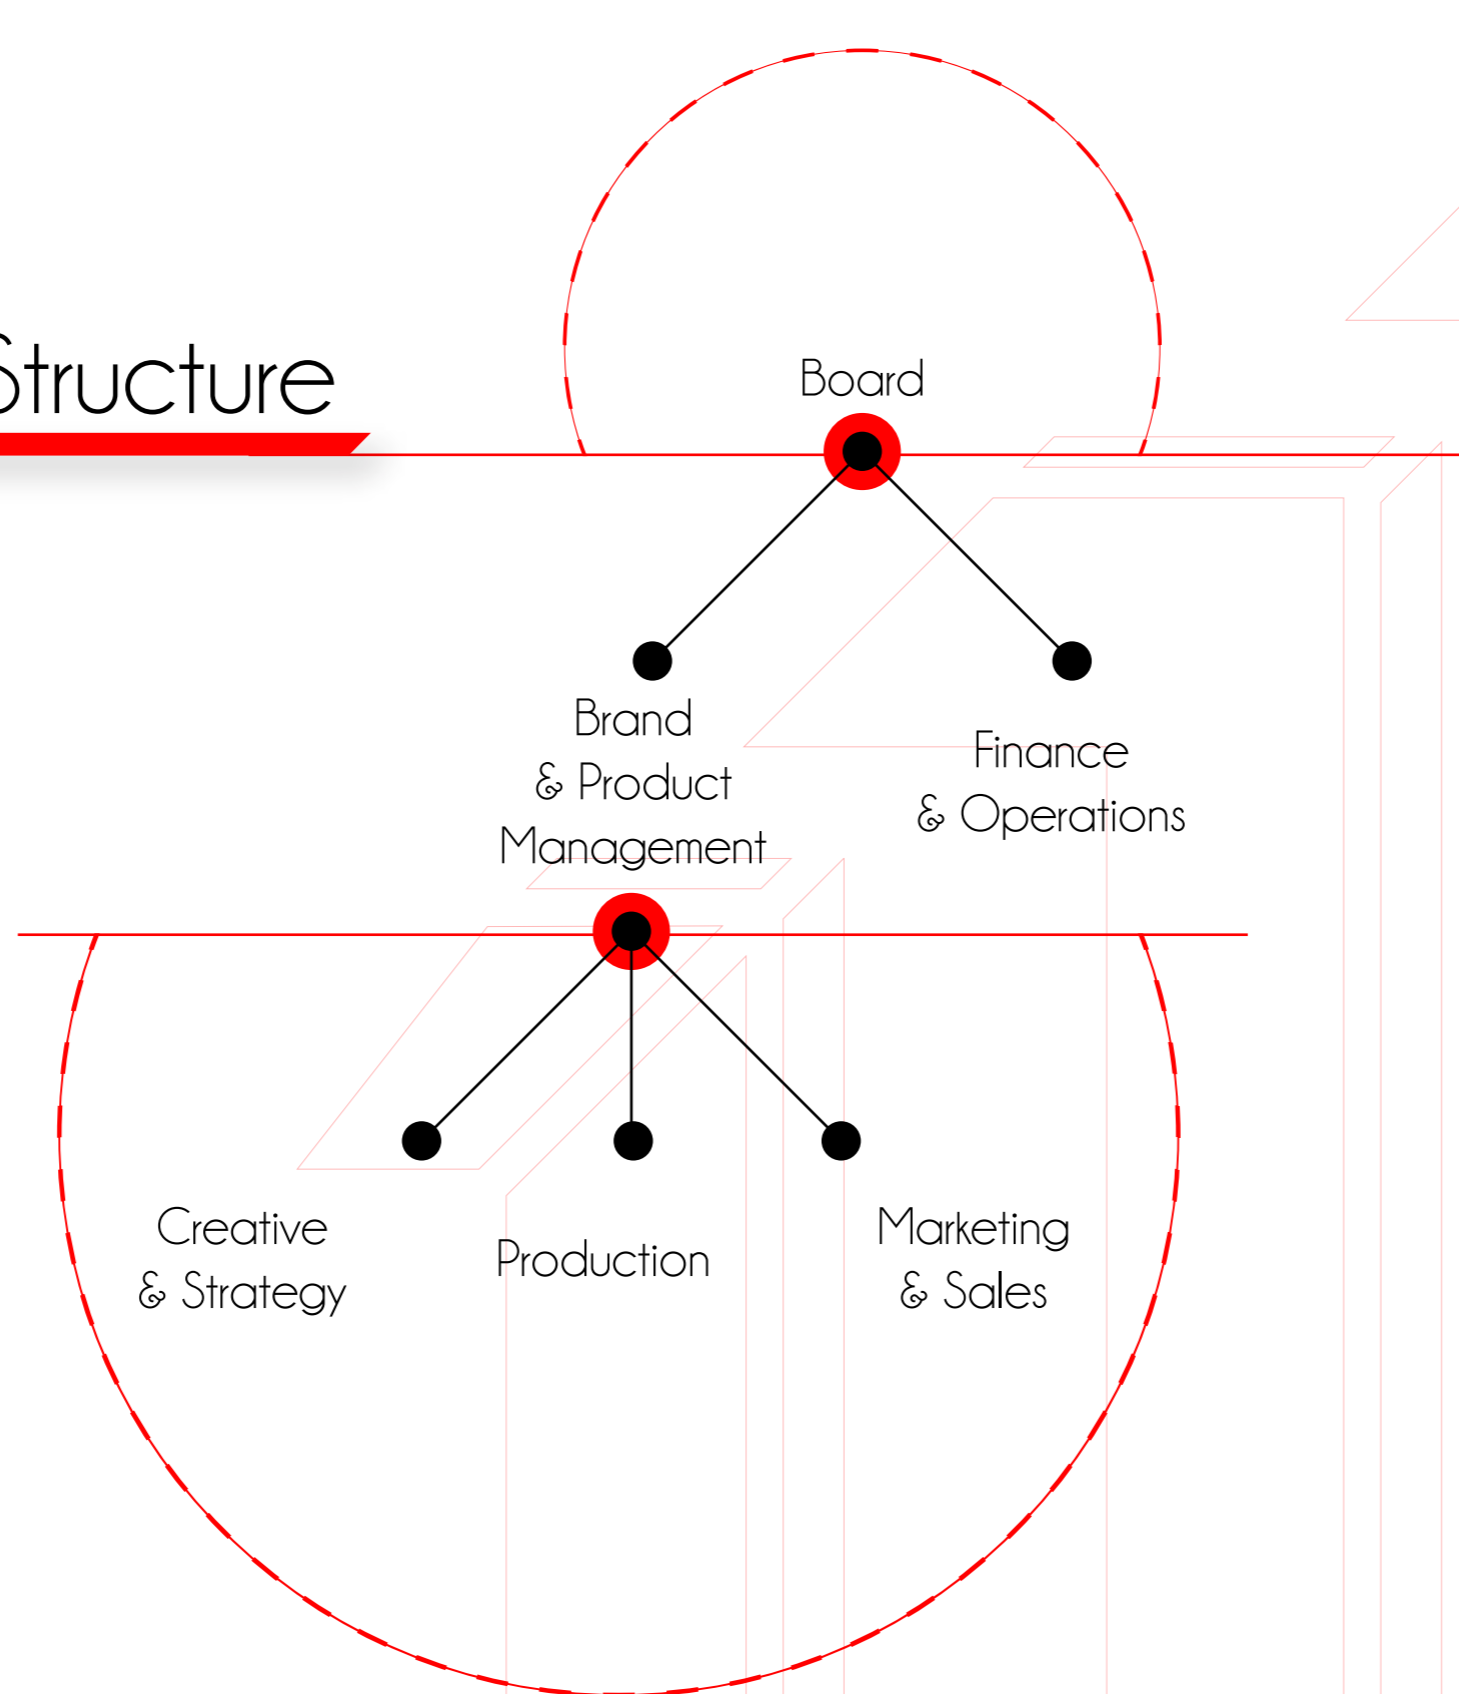 Structure
Board
Brand
& Product
Management
Finance
& Operations
Creative
& Strategy
Production
Marketing
& Sales